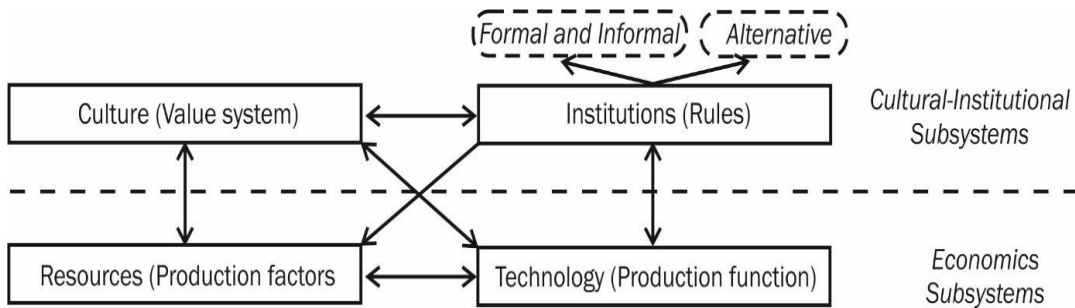 Formal and Informal
Alternative
Culture (Value system)
Institutions (Rules)
Cultural-Institutional
Subsystems
Resources (Production factors
Technology (Production function)
Economics
Subsystems